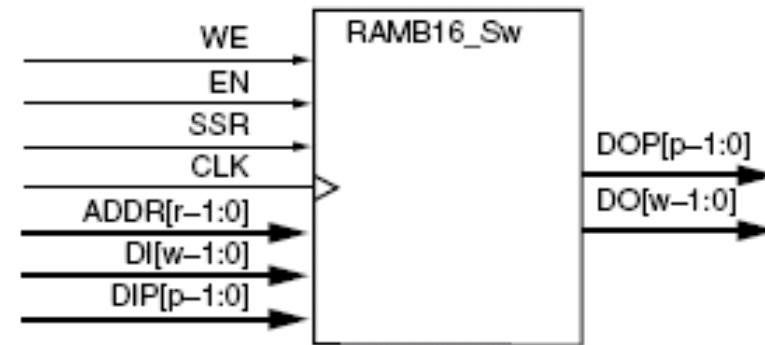 WE
RAMB16_Sw
EN
SSR
CLK
DOP[p–1:0]
DO[w–1:0]
ADDR[r–1:0]
DI[w–1:0]
DIP[p–1:0]